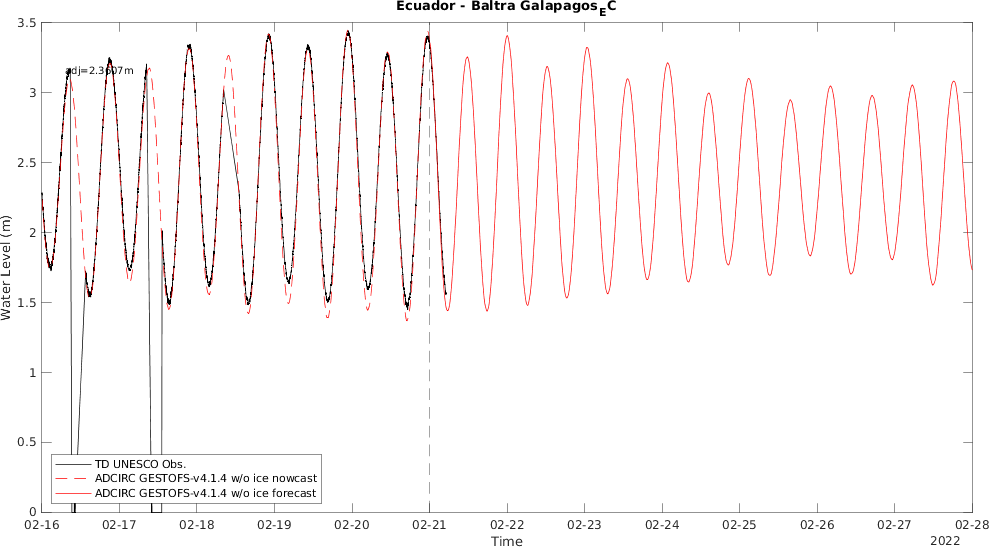 Ecuador - Baltra Galapagos_EC
3.5
adj=2.3607m
3
2.5
2
1.5
1
0.5
0
Water Level (m)
TD UNESCO Obs.
ADCIRC GESTOFS-v4.1.4 w/o ice nowcast
ADCIRC GESTOFS-v4.1.4 w/o ice forecast
02-16 02-17 02-18 02-19 02-20 02-21 02-22 02-23 02-24 02-25 02-26 02-27 02-28
Time
2022